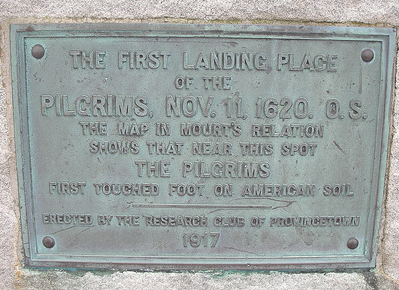 THE FIRST LANDING PLACE
OF THE
PILGRIMS, NOV. 11, 1620. O.S.
THE MAP IN MOURT'S RELATION
SHOWS THAT NEAR THIS SPOT
THE PILGRIMS
FIRST TOUCHED FOOT ON AMERICAN SOIL
ERECTED BY THE RESEARCH CLUB OF PROVINCETOWN
1917